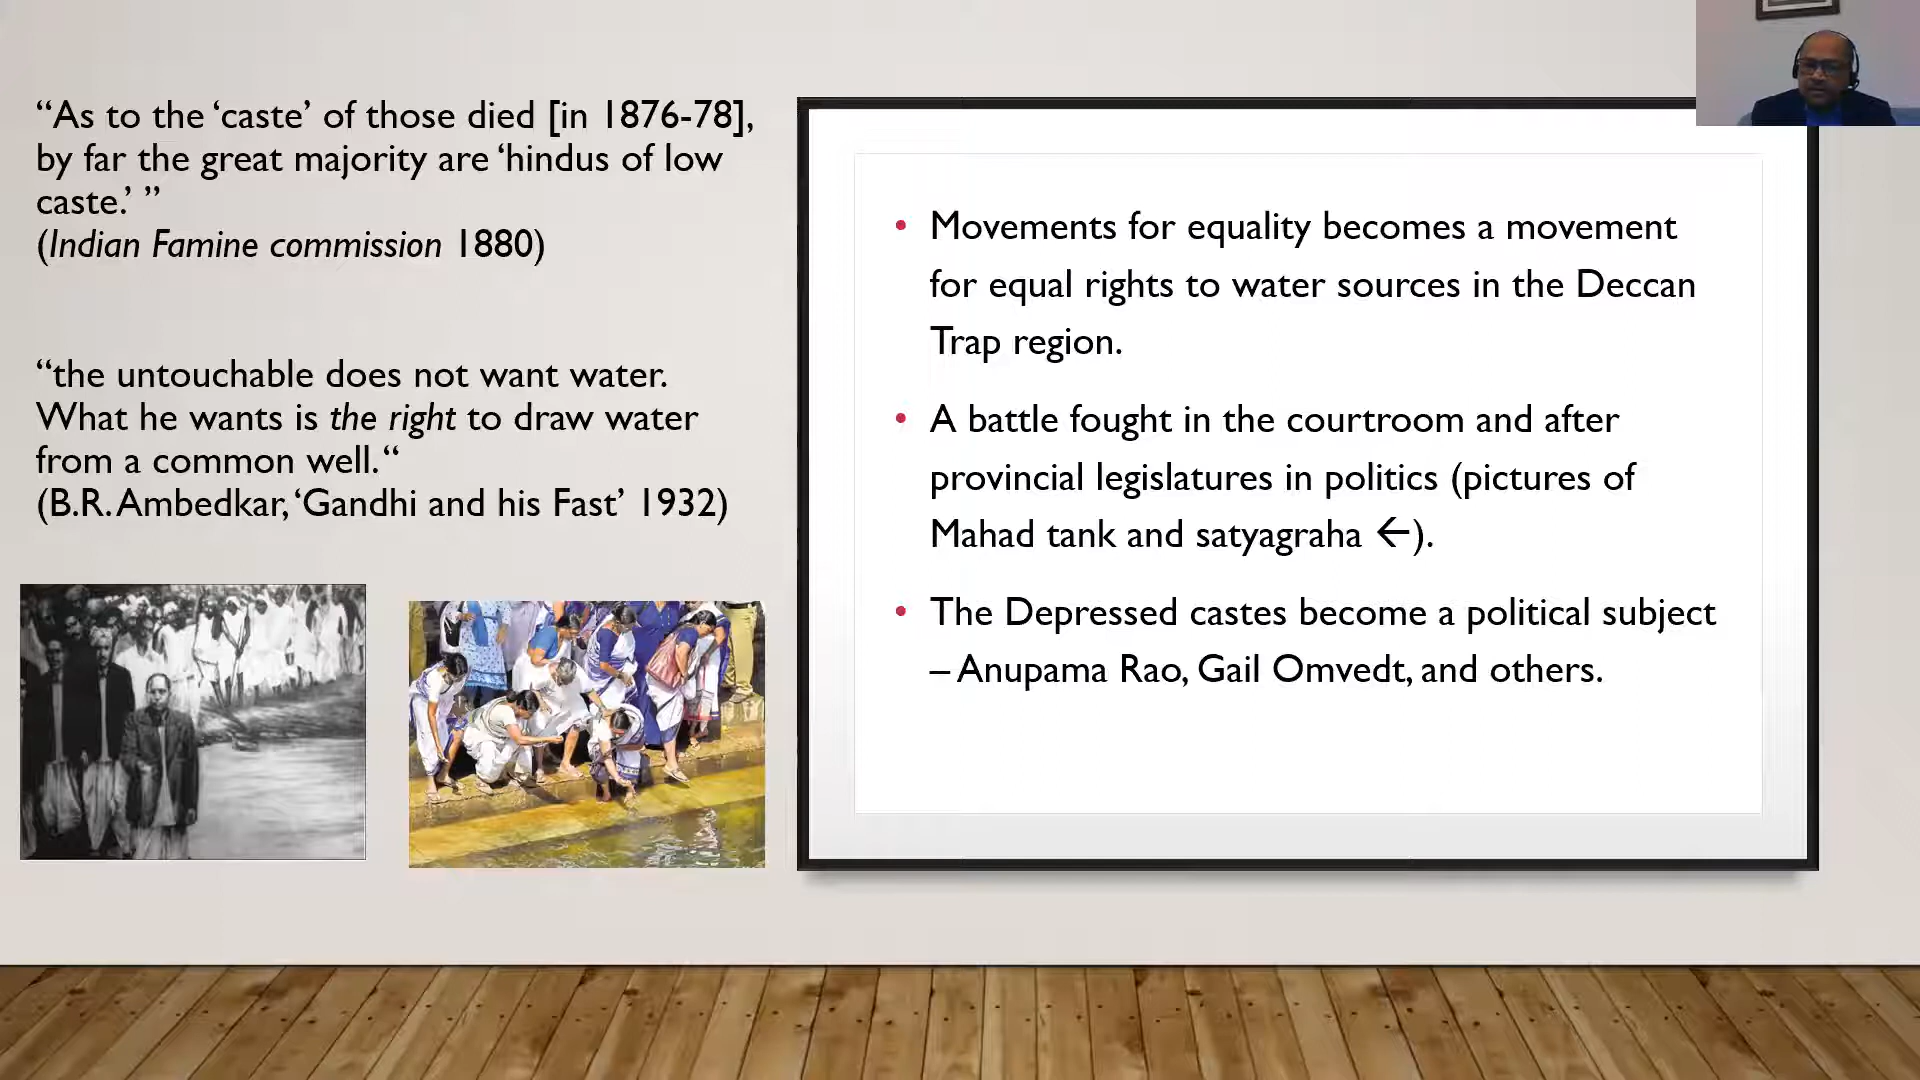 “As to the ‘caste’ of those died [in 1876-78],
by far the great majority are ‘hindus of low
caste.’ ”
(Indian Famine commission 1880)
“the untouchable does not want water.
What he wants is the right to draw water
from a common well.“
(B.R. Ambedkar, ‘Gandhi and his Fast’ 1932)
• Movements for equality becomes a movement
for equal rights to water sources in the Deccan
Trap region.
• A battle fought in the courtroom and after
provincial legislatures in politics (pictures of
Mahad tank and satyagraha ←).
• The Depressed castes become a political subject
– Anupama Rao, Gail Omvedt, and others.